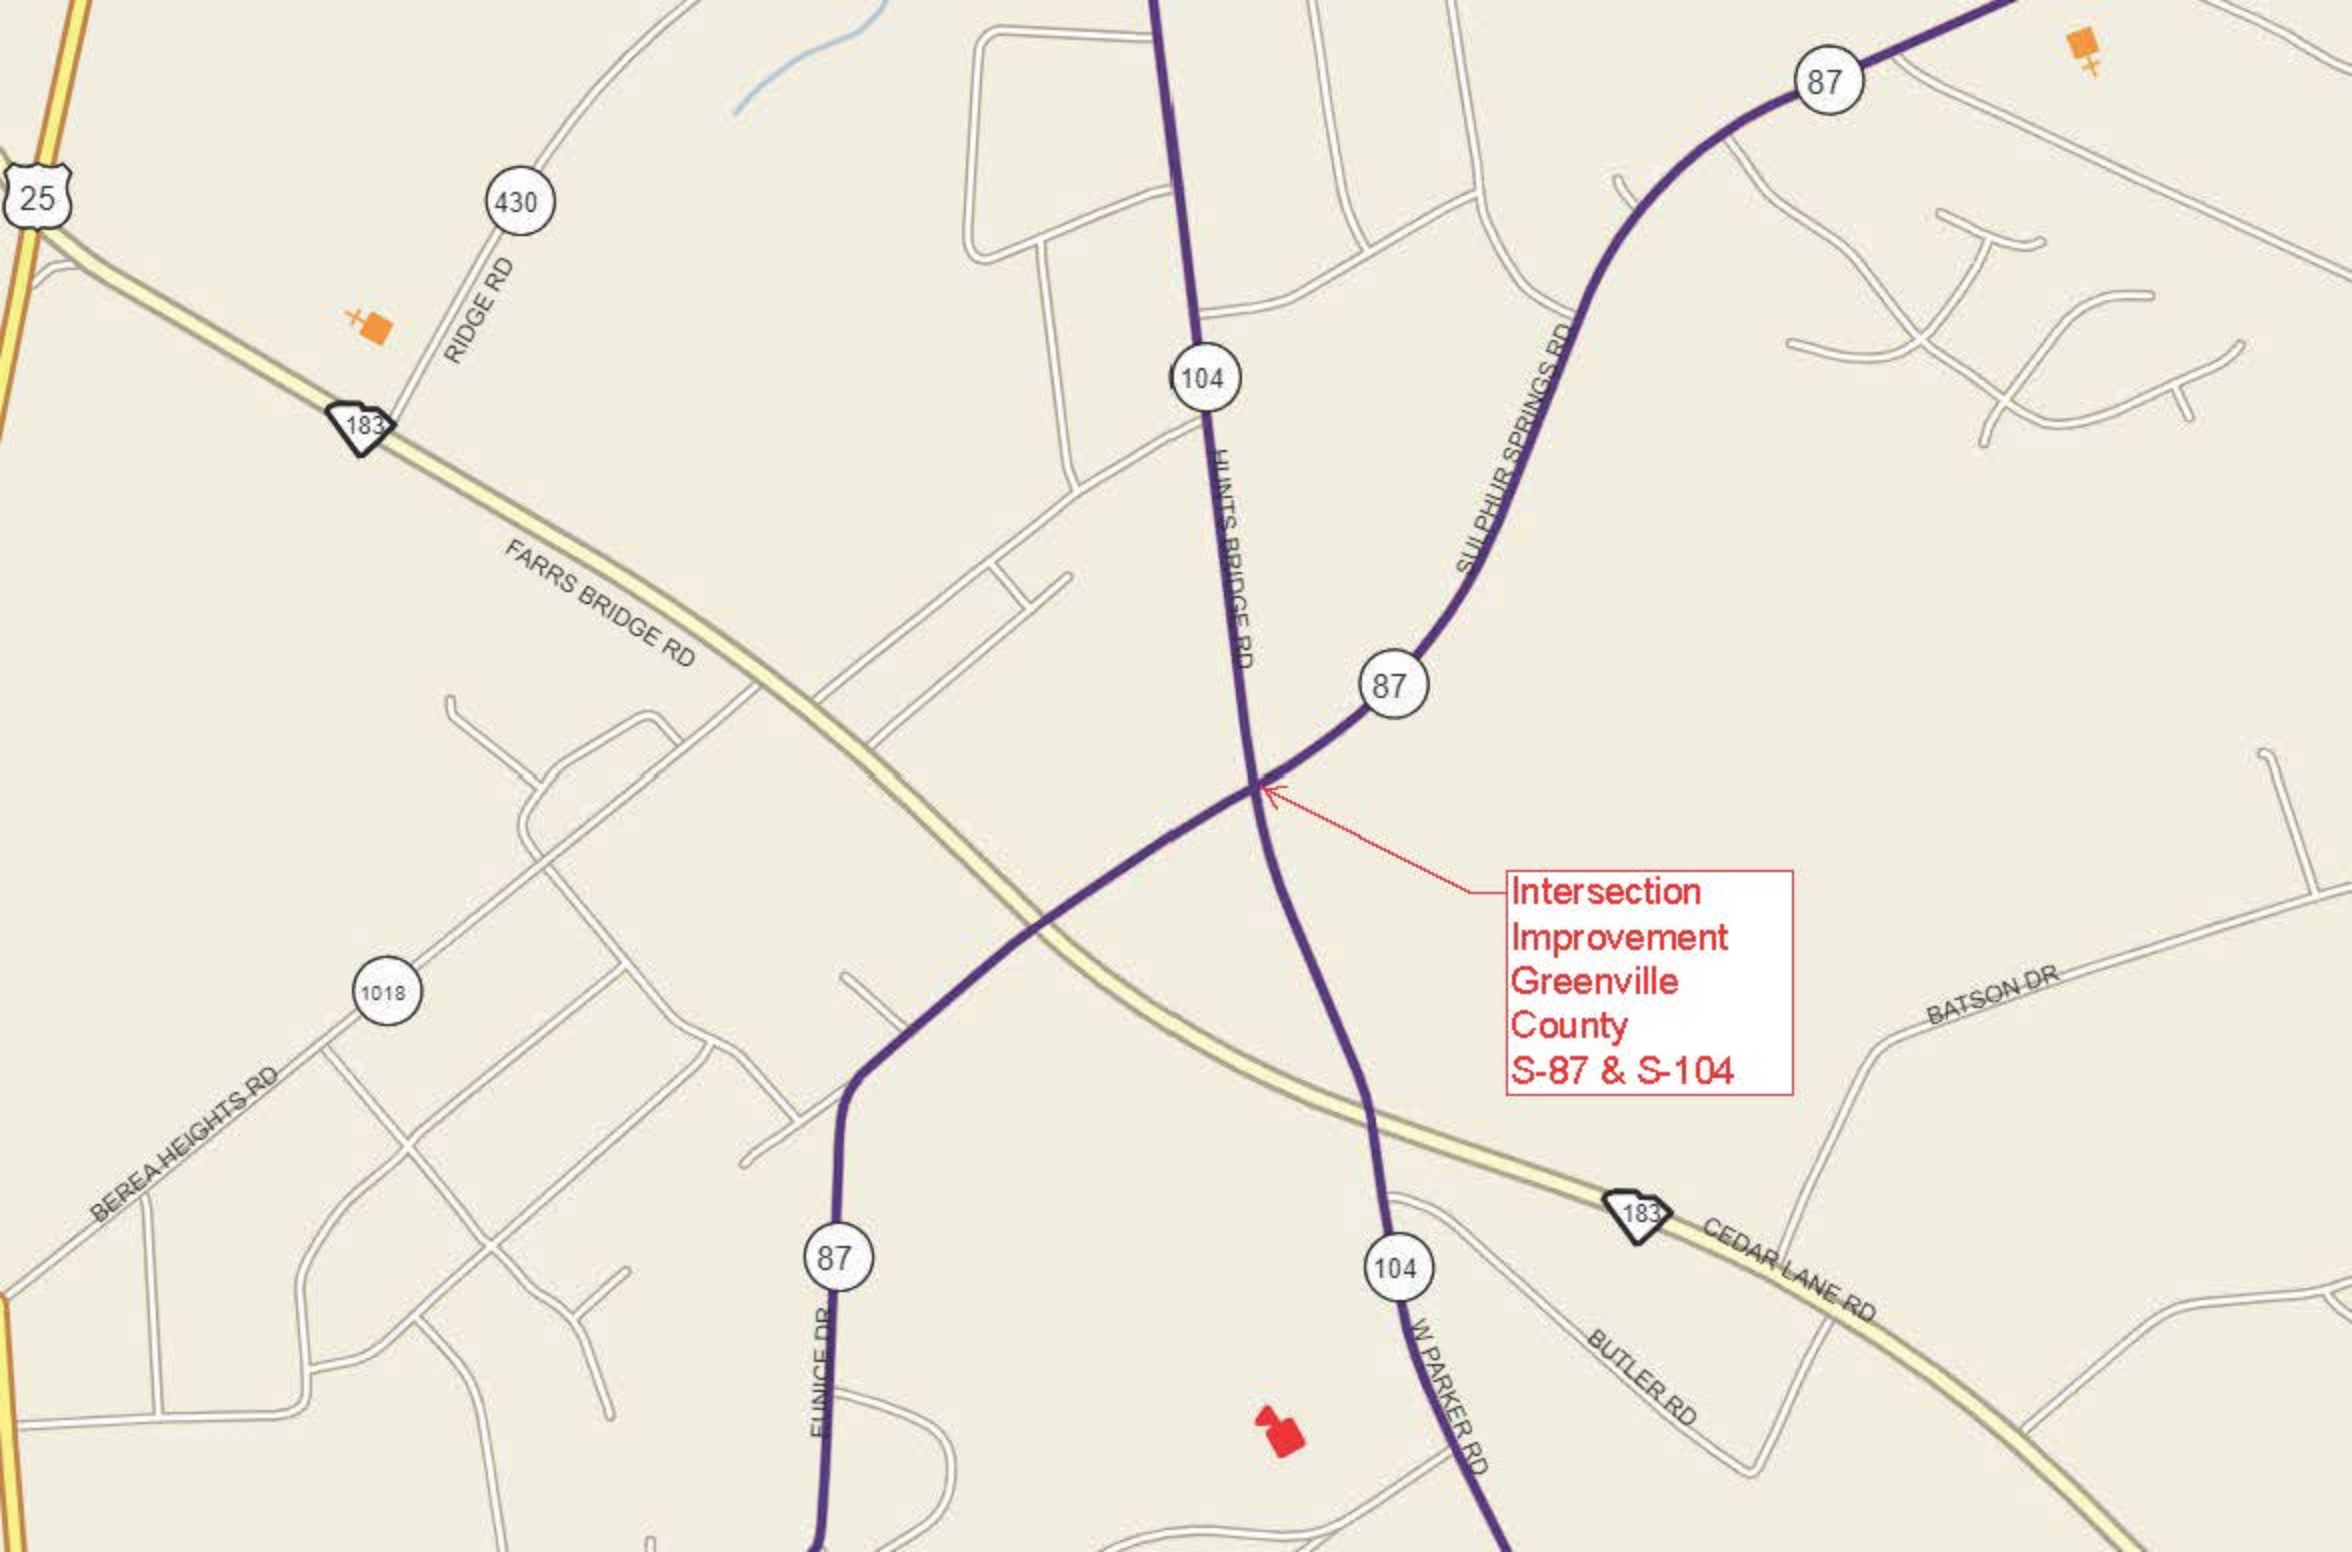 87
25
430
RIDGE RD
104
183
SULPHUR SPRINGS RD
HUNTS BRIDGE RD
FARRS BRIDGE RD
87
Intersection
Improvement
Greenville
County
S-87 & S-104
1018
BATSON DR
BEREA HEIGHTS RD
183
CEDAR LANE RD
87
104
EUNICE DR
W PARKER RD
BUTLER RD